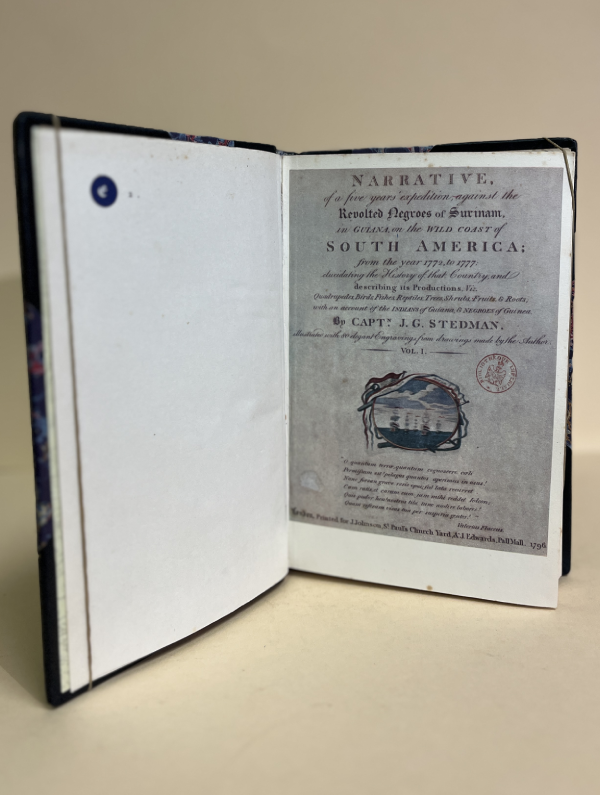 NARRATIVE,
of a five years' expedition, against the
Revolted Negroes of Surinam,
in GUIANA, on the WILD COAST of
SOUTH AMERICA;
from the year 1772, to 1777:
elucidating the History of that Country, and
describing its Productions, Viz.
Quadrupedes, Birds, Fishes, Reptiles, Trees, Shrubs, Fruits, & Roots;
with an account of the INDIANS of Guiana, & NEGROES of Guinea.
By CAPTN. J. G. STEDMAN.
illustrated with 80 elegant Engravings, from drawings made by the Author.
VOL. I.
Valerius Flaccus.
London, Printed for J. Johnson, St. Pauls Church Yard, & J. Edwards, Pall Mall. 1796